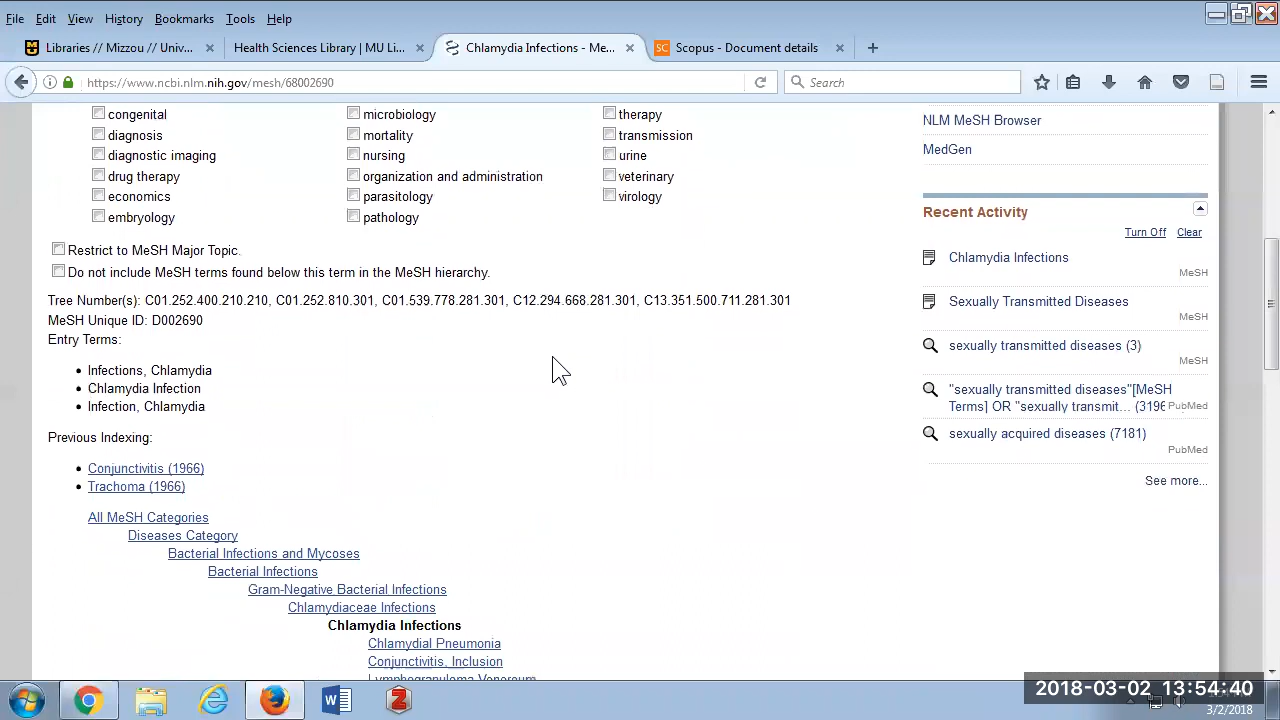 File Edit View History Bookmarks Tools Help
Libraries // Mizzou // Univ... × Health Sciences Library | MU Li... × Chlamydia Infections - Me... × SC Scopus - Document details × +
https://www.ncbi.nlm.nih.gov/mesh/68002690 Search
congenital microbiology therapy
diagnosis mortality transmission
diagnostic imaging nursing urine
drug therapy organization and administration veterinary
economics parasitology virology
embryology pathology
Restrict to MeSH Major Topic.
Do not include MeSH terms found below this term in the MeSH hierarchy.
Tree Number(s): C01.252.400.210.210, C01.252.810.301, C01.539.778.281.301, C12.294.668.281.301, C13.351.500.711.281.301
MeSH Unique ID: D002690
Entry Terms:
• Infections, Chlamydia
• Chlamydia Infection
• Infection, Chlamydia
Previous Indexing:
• Conjunctivitis (1966)
• Trachoma (1966)
All MeSH Categories
Diseases Category
Bacterial Infections and Mycoses
Bacterial Infections
Gram-Negative Bacterial Infections
Chlamydiaceae Infections
Chlamydia Infections
Chlamydial Pneumonia
Conjunctivitis, Inclusion
Lymphogranuloma Venereum
NLM MeSH Browser
MedGen
Recent Activity
Turn Off Clear
Chlamydia Infections
MeSH
Sexually Transmitted Diseases
MeSH
sexually transmitted diseases (3)
MeSH
"sexually transmitted diseases"[MeSH
Terms] OR "sexually transmit... (3196 PubMed
sexually acquired diseases (7181)
PubMed
See more...
2018-03-02 13:54:40
3/2/2018